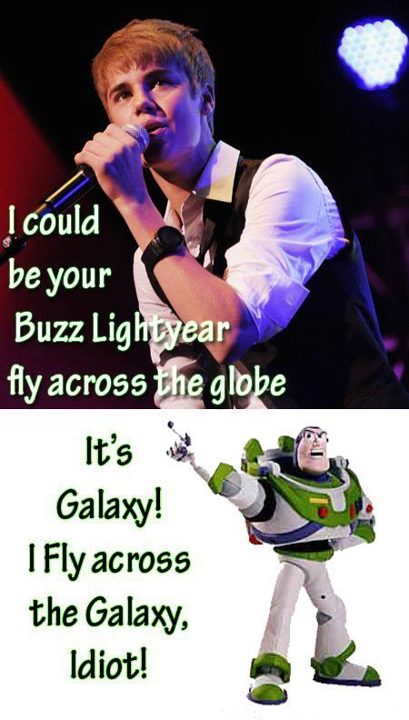 I could
be your
Buzz Lightyear
fly across the globe
It's
Galaxy!
I Fly across
the Galaxy,
Idiot!